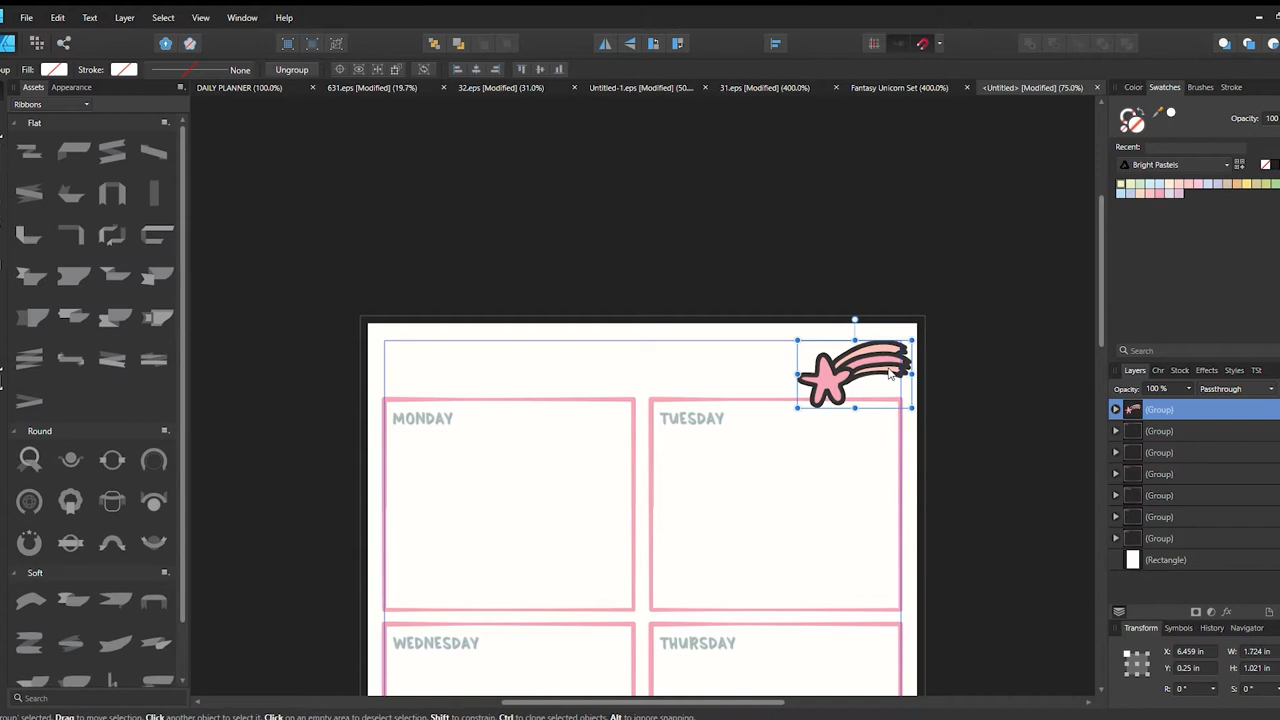 File Edit Text Layer Select View Window Help
Fill: Stroke: None Ungroup
Assets Appearance
DAILY PLANNER (100.0%) 631.eps [Modified] (19.7%) 32.eps [Modified] (31.0%) Untitled-1.eps [Modified] (50.... 31.eps [Modified] (400.0%) Fantasy Unicorn Set (400.0%) <Untitled> [Modified] (75.0%)
Color Swatches Brushes Stroke
Ribbons
Opacity: 100
Flat
Recent:
Bright Pastels
Search
Layers Chr Stock Effects Styles TSt
Opacity: 100 % Passthrough
(Group)
(Group)
(Group)
(Group)
(Group)
(Group)
(Group)
(Rectangle)
MONDAY TUESDAY
WEDNESDAY THURSDAY
Round
Soft
Search
Transform Symbols History Navigator
X: 6.459 in W: 1.724 in
Y: 0.25 in H: 1.021 in
R: 0 ° S: 0 °
selected. Drag to move selection. Click another object to select it. Click on an empty area to deselect selection. Shift to constrain. Ctrl to clone selected objects. Alt to ignore snapping.